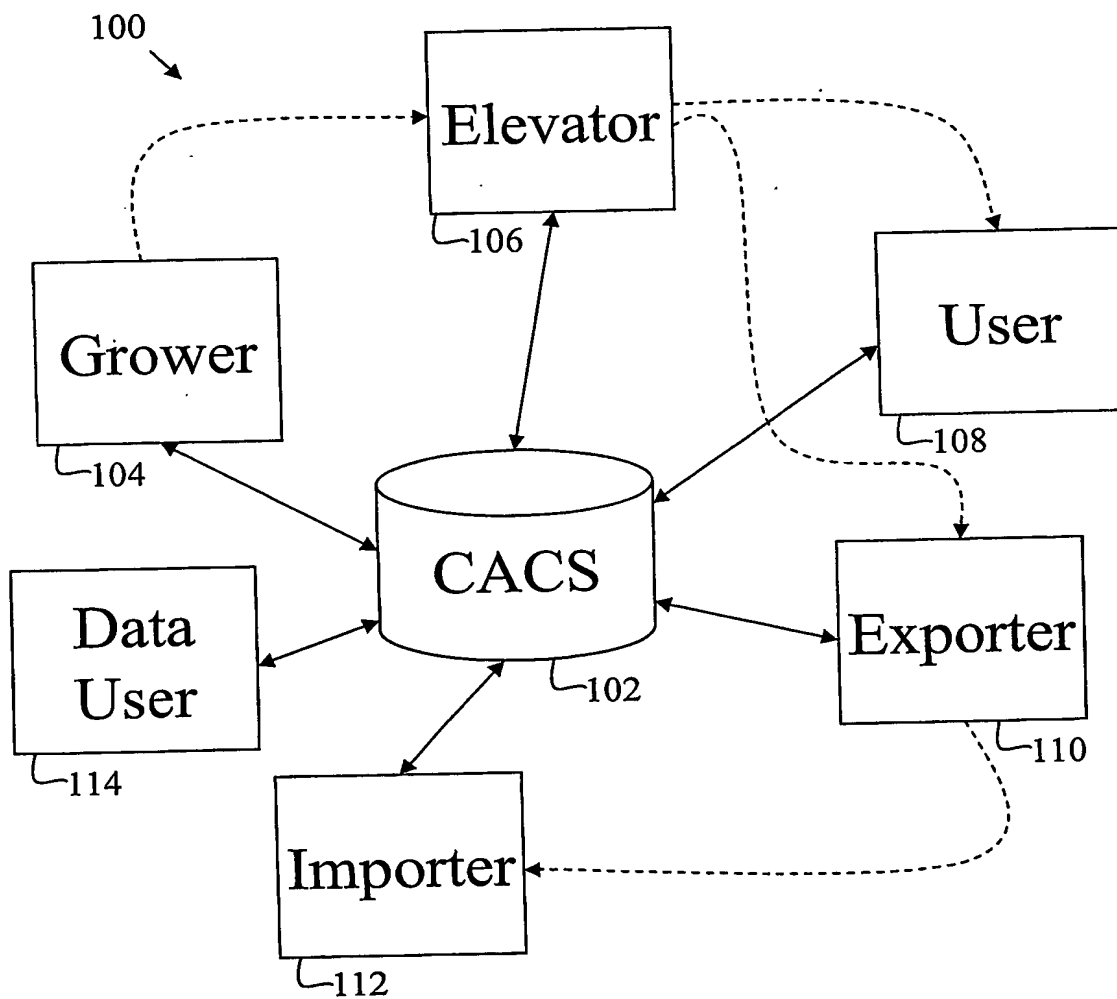 100
Elevator
106
Grower
104
User
108
CACS
102
Exporter
110
Data
User
114
Importer
112